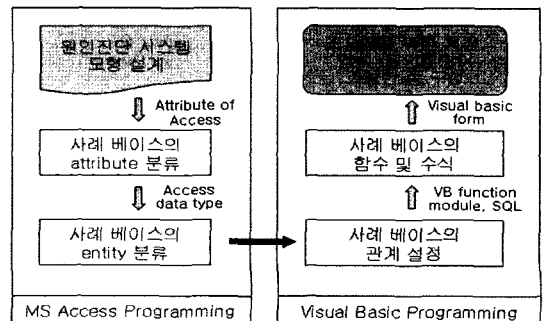 원인진단 시스템
모형 설계
Attribute of
Access
사례 베이스의
attribute 분류
Access
data type
사례 베이스의
entity 분류
MS Access Programming
Visual basic
form
사례 베이스의
함수 및 수식
VB function
module, SQL
사례 베이스의
관계 설정
Visual Basic Programming